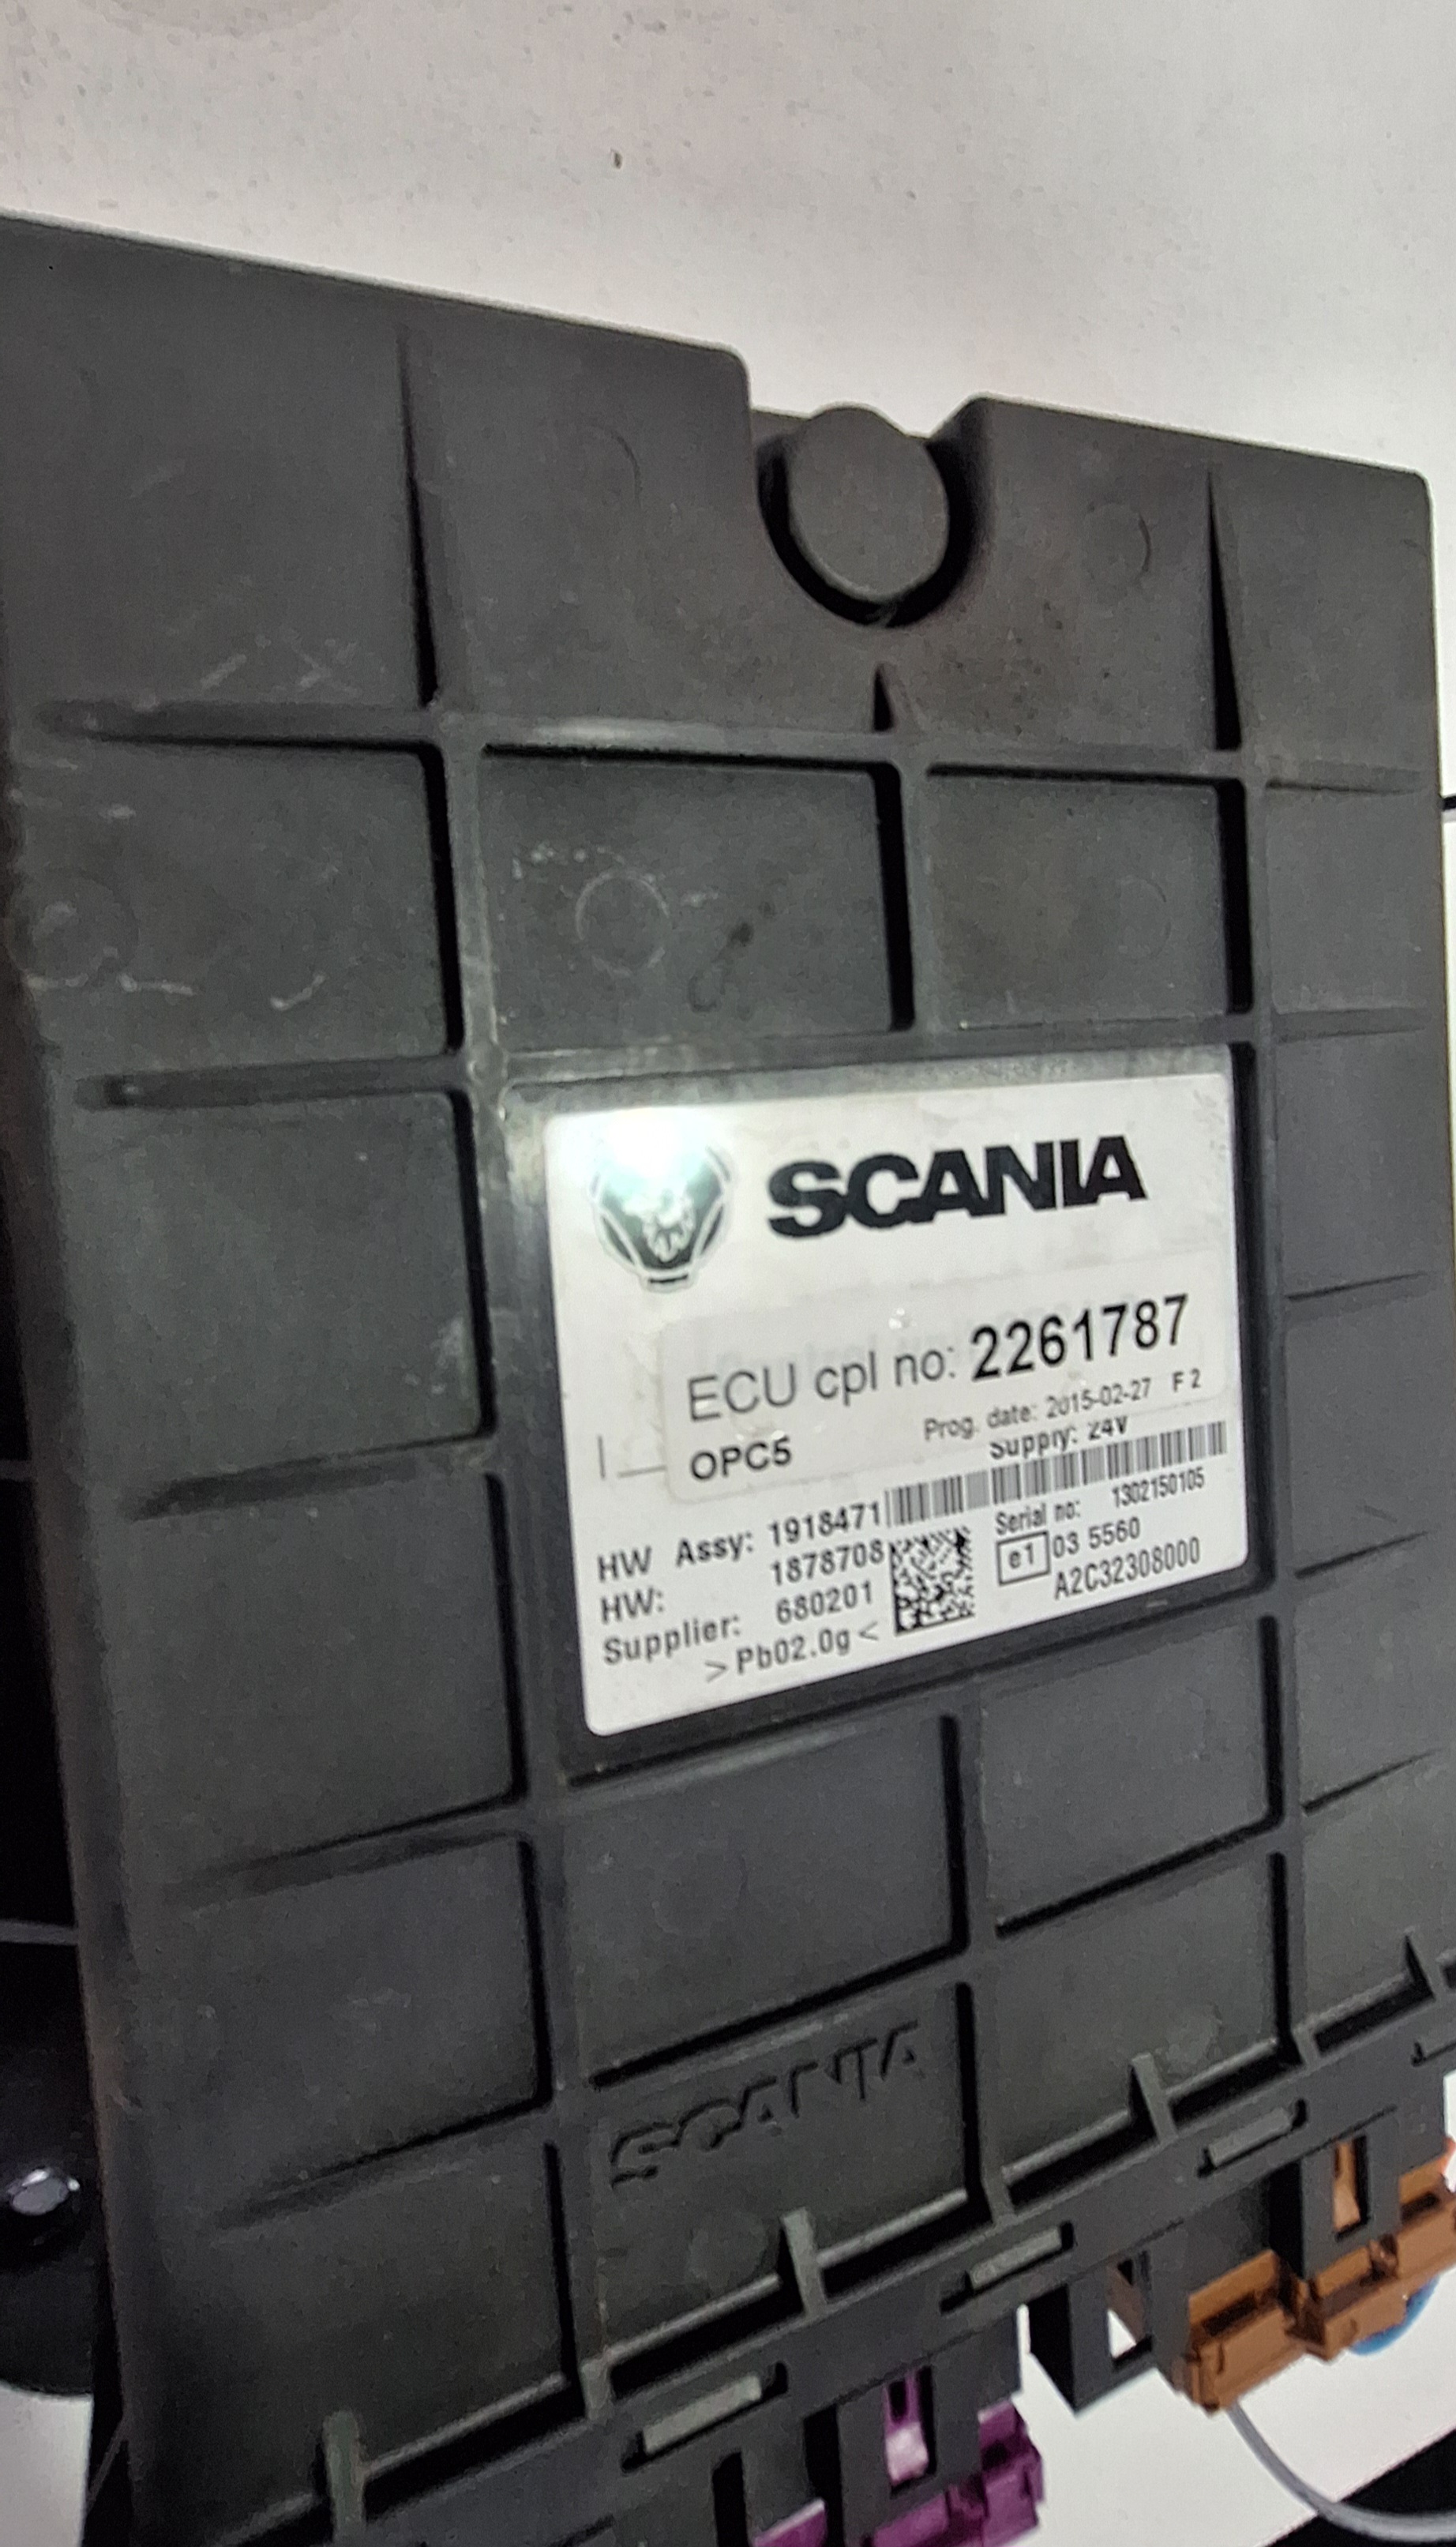 SCANIA
ECU cpl no: 2261787
Prog. date: 2015-02-27 F 2
OPC5
Supply: 24V
HW Assy: 1918471
HW: 1878708
Supplier: 680201
>Pb02.0g<
Serial no: 1302150105
e1 03 5560
A2C32308000
SCANIA